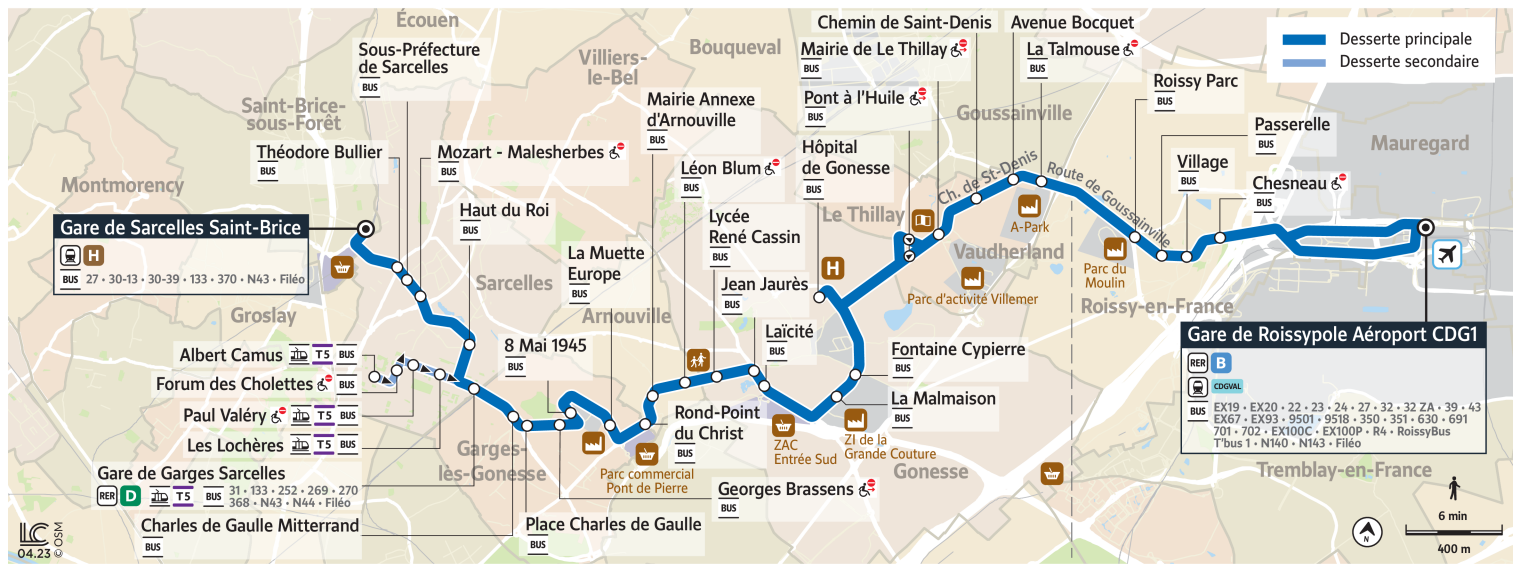 Écouen
Sous-Préfecture
de Sarcelles
BUS
Villiers-
le-Bel
Bouqueval
Chemin de Saint-Denis
Avenue Bocquet
Mairie de Le Thillay
BUS
La Talmouse
BUS
Desserte principale
Desserte secondaire
Saint-Brice-
sous-Forêt
Mairie Annexe
d'Arnouville
BUS
Pont à l'Huile
BUS
Goussainville
Roissy Parc
BUS
Passerelle
BUS
Mauregard
Théodore Bullier
BUS
Mozart - Malesherbes
BUS
Léon Blum
BUS
Hôpital
de Gonesse
BUS
Ch. de St-Denis
Route de Goussainville
Village
BUS
Chesneau
BUS
Montmorency
Haut du Roi
BUS
Lycée
René Cassin
BUS
Le Thillay
A-Park
Gare de Sarcelles Saint-Brice
H
BUS 27 • 30-13 • 30-39 • 133 • 370 • N43 • Filéo
La Muette
Europe
BUS
Sarcelles
Jean Jaurès
BUS
H
Vaudherland
Parc du
Moulin
Parc d'activité Villemer
Roissy-en-France
Groslay
Arnouville
Laïcité
BUS
Gare de Roissypole Aéroport CDG1
RER B
CDGVAL
BUS EX19 • EX20 • 22 • 23 • 24 • 27 • 32 • 32 ZA • 39 • 43
EX67 • EX93 • 9501 • 9518 • 350 • 351 • 630 • 691
701 • 702 • EX100C • EX100P • R4 • RoissyBus
T'bus 1 • N140 • N143 • Filéo
Albert Camus T5 BUS
Forum des Cholettes BUS
Paul Valéry T5 BUS
Les Lochères T5 BUS
8 Mai 1945
BUS
Fontaine Cypierre
BUS
La Malmaison
BUS
Rond-Point
du Christ
BUS
ZAC
Entrée Sud
ZI de la
Grande Couture
Garges-
lès-Gonesse
Parc commercial
Pont de Pierre
Gonesse
Tremblay-en-France
Gare de Garges Sarcelles
RER D T5 BUS 31 • 133 • 252 • 269 • 270
368 • N43 • N44 • Filéo
Georges Brassens
BUS
Charles de Gaulle Mitterrand
BUS
Place Charles de Gaulle
BUS
LC
04.23 © OSM
N
6 min
400 m